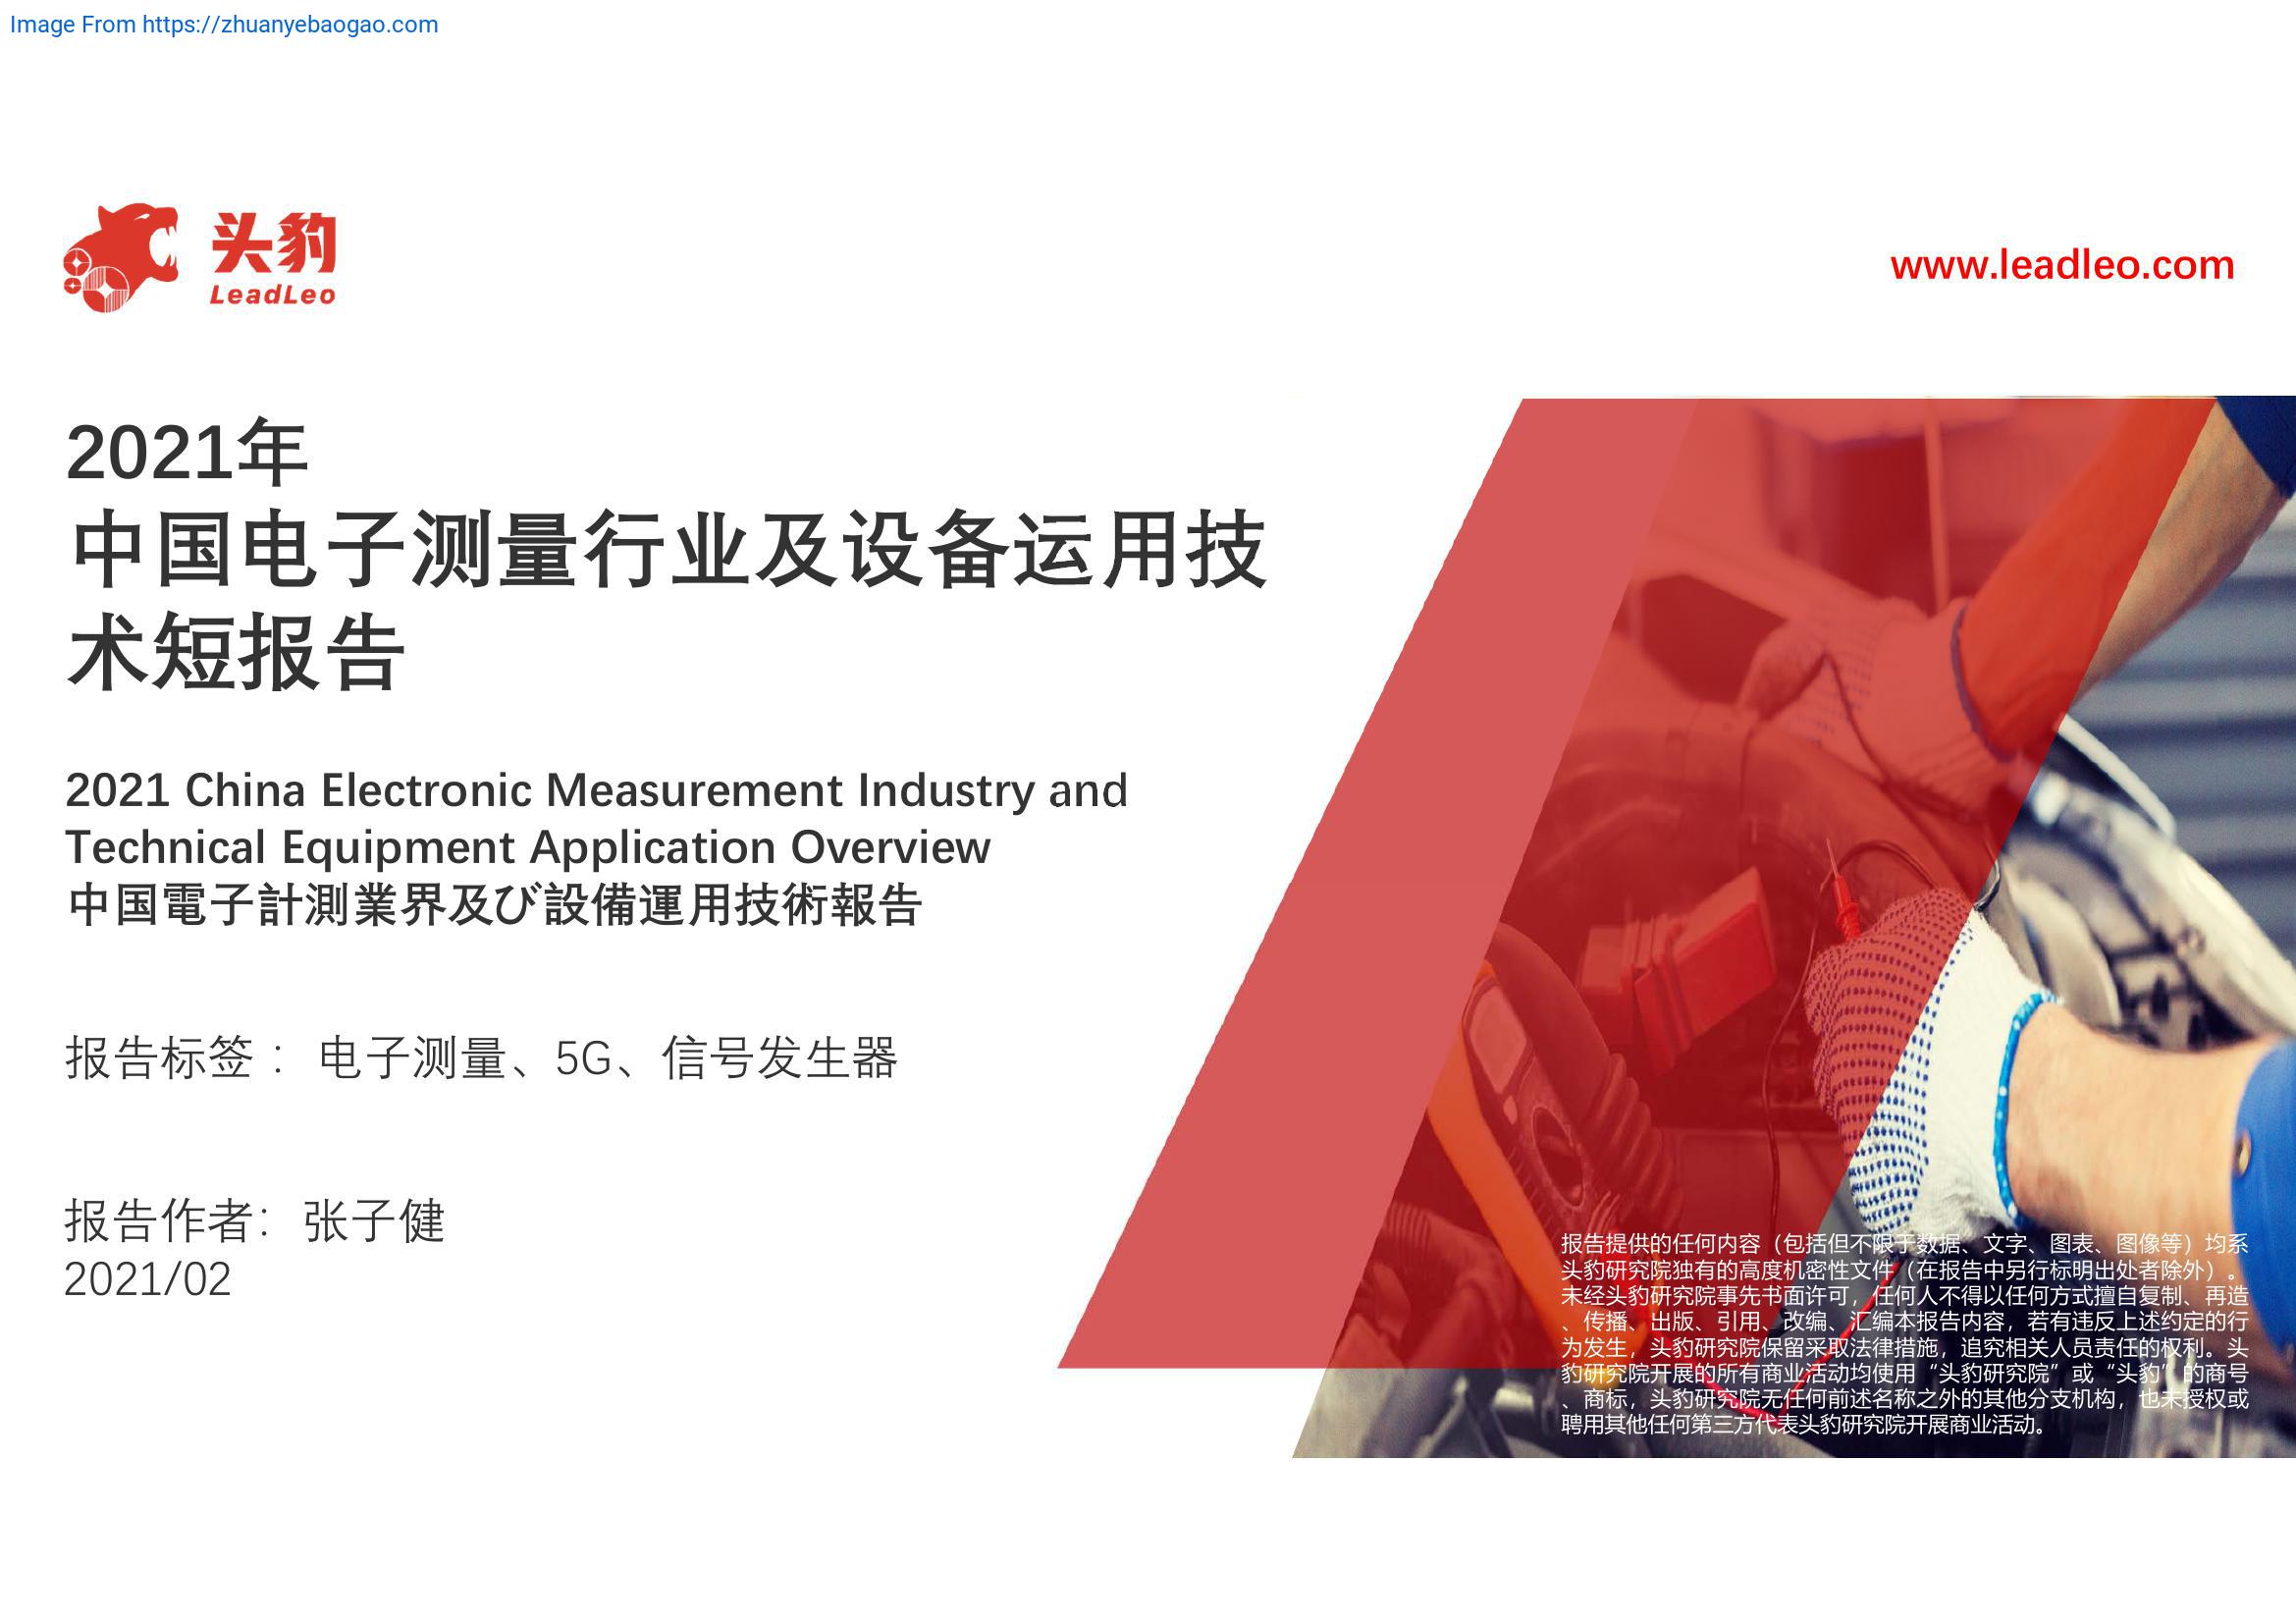 Image From https://zhuanyebaogao.com
头豹
LeadLeo
www.leadleo.com
2021年
中国电子测量行业及设备运用技
术短报告
2021 China Electronic Measurement Industry and
Technical Equipment Application Overview
中国電子計測業界及び設備運用技術報告
报告标签：电子测量、5G、信号发生器
报告作者：张子健
2021/02
报告提供的任何内容（包括但不限于数据、文字、图表、图像等）均系
头豹研究院独有的高度机密性文件（在报告中另行标明出处者除外）。
未经头豹研究院事先书面许可，任何人不得以任何方式擅自复制、再造
、传播、出版、引用、改编、汇编本报告内容，若有违反上述约定的行
为发生，头豹研究院保留采取法律措施，追究相关人员责任的权利。头
豹研究院开展的所有商业活动均使用“头豹研究院”或“头豹”的商号
、商标，头豹研究院无任何前述名称之外的其他分支机构，也未授权或
聘用其他任何第三方代表头豹研究院开展商业活动。